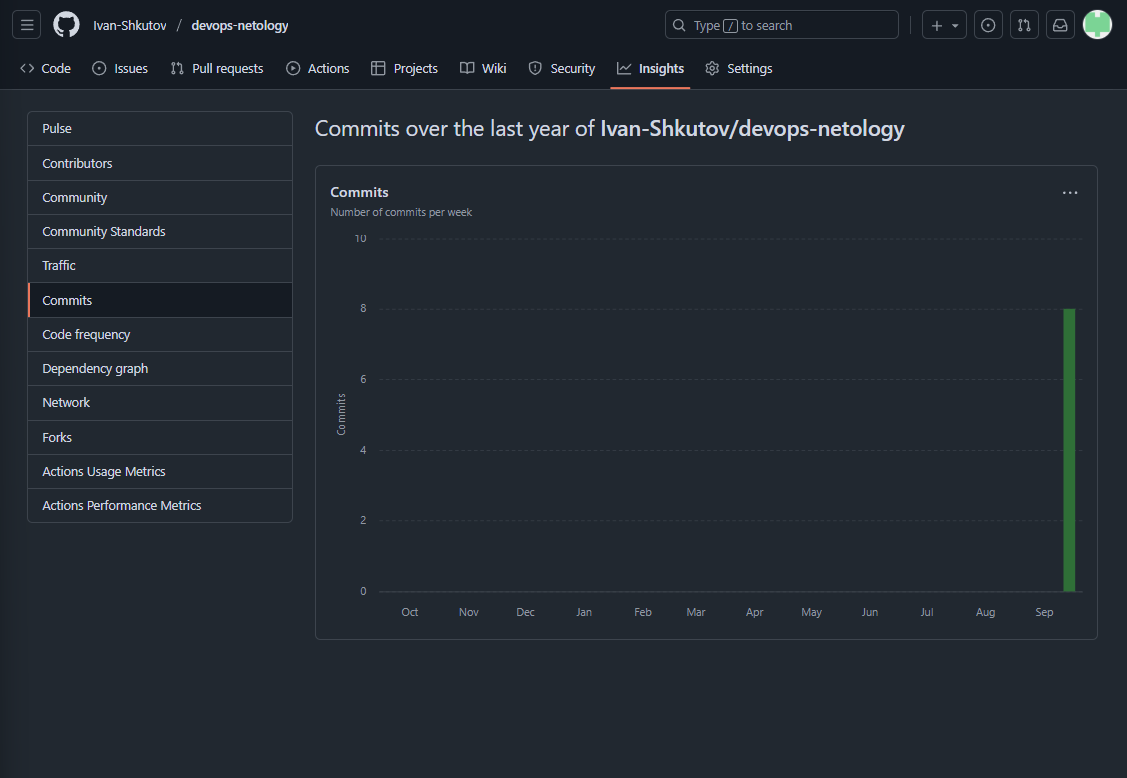 Ivan-Shkutov / devops-netology
Type / to search
Code Issues Pull requests Actions Projects Wiki Security Insights Settings
Pulse
Contributors
Community
Community Standards
Traffic
Commits
Code frequency
Dependency graph
Network
Forks
Actions Usage Metrics
Actions Performance Metrics
Commits over the last year of Ivan-Shkutov/devops-netology
Commits
Number of commits per week
10
8
6
4
2
0
Commits
Oct Nov Dec Jan Feb Mar Apr May Jun Jul Aug Sep